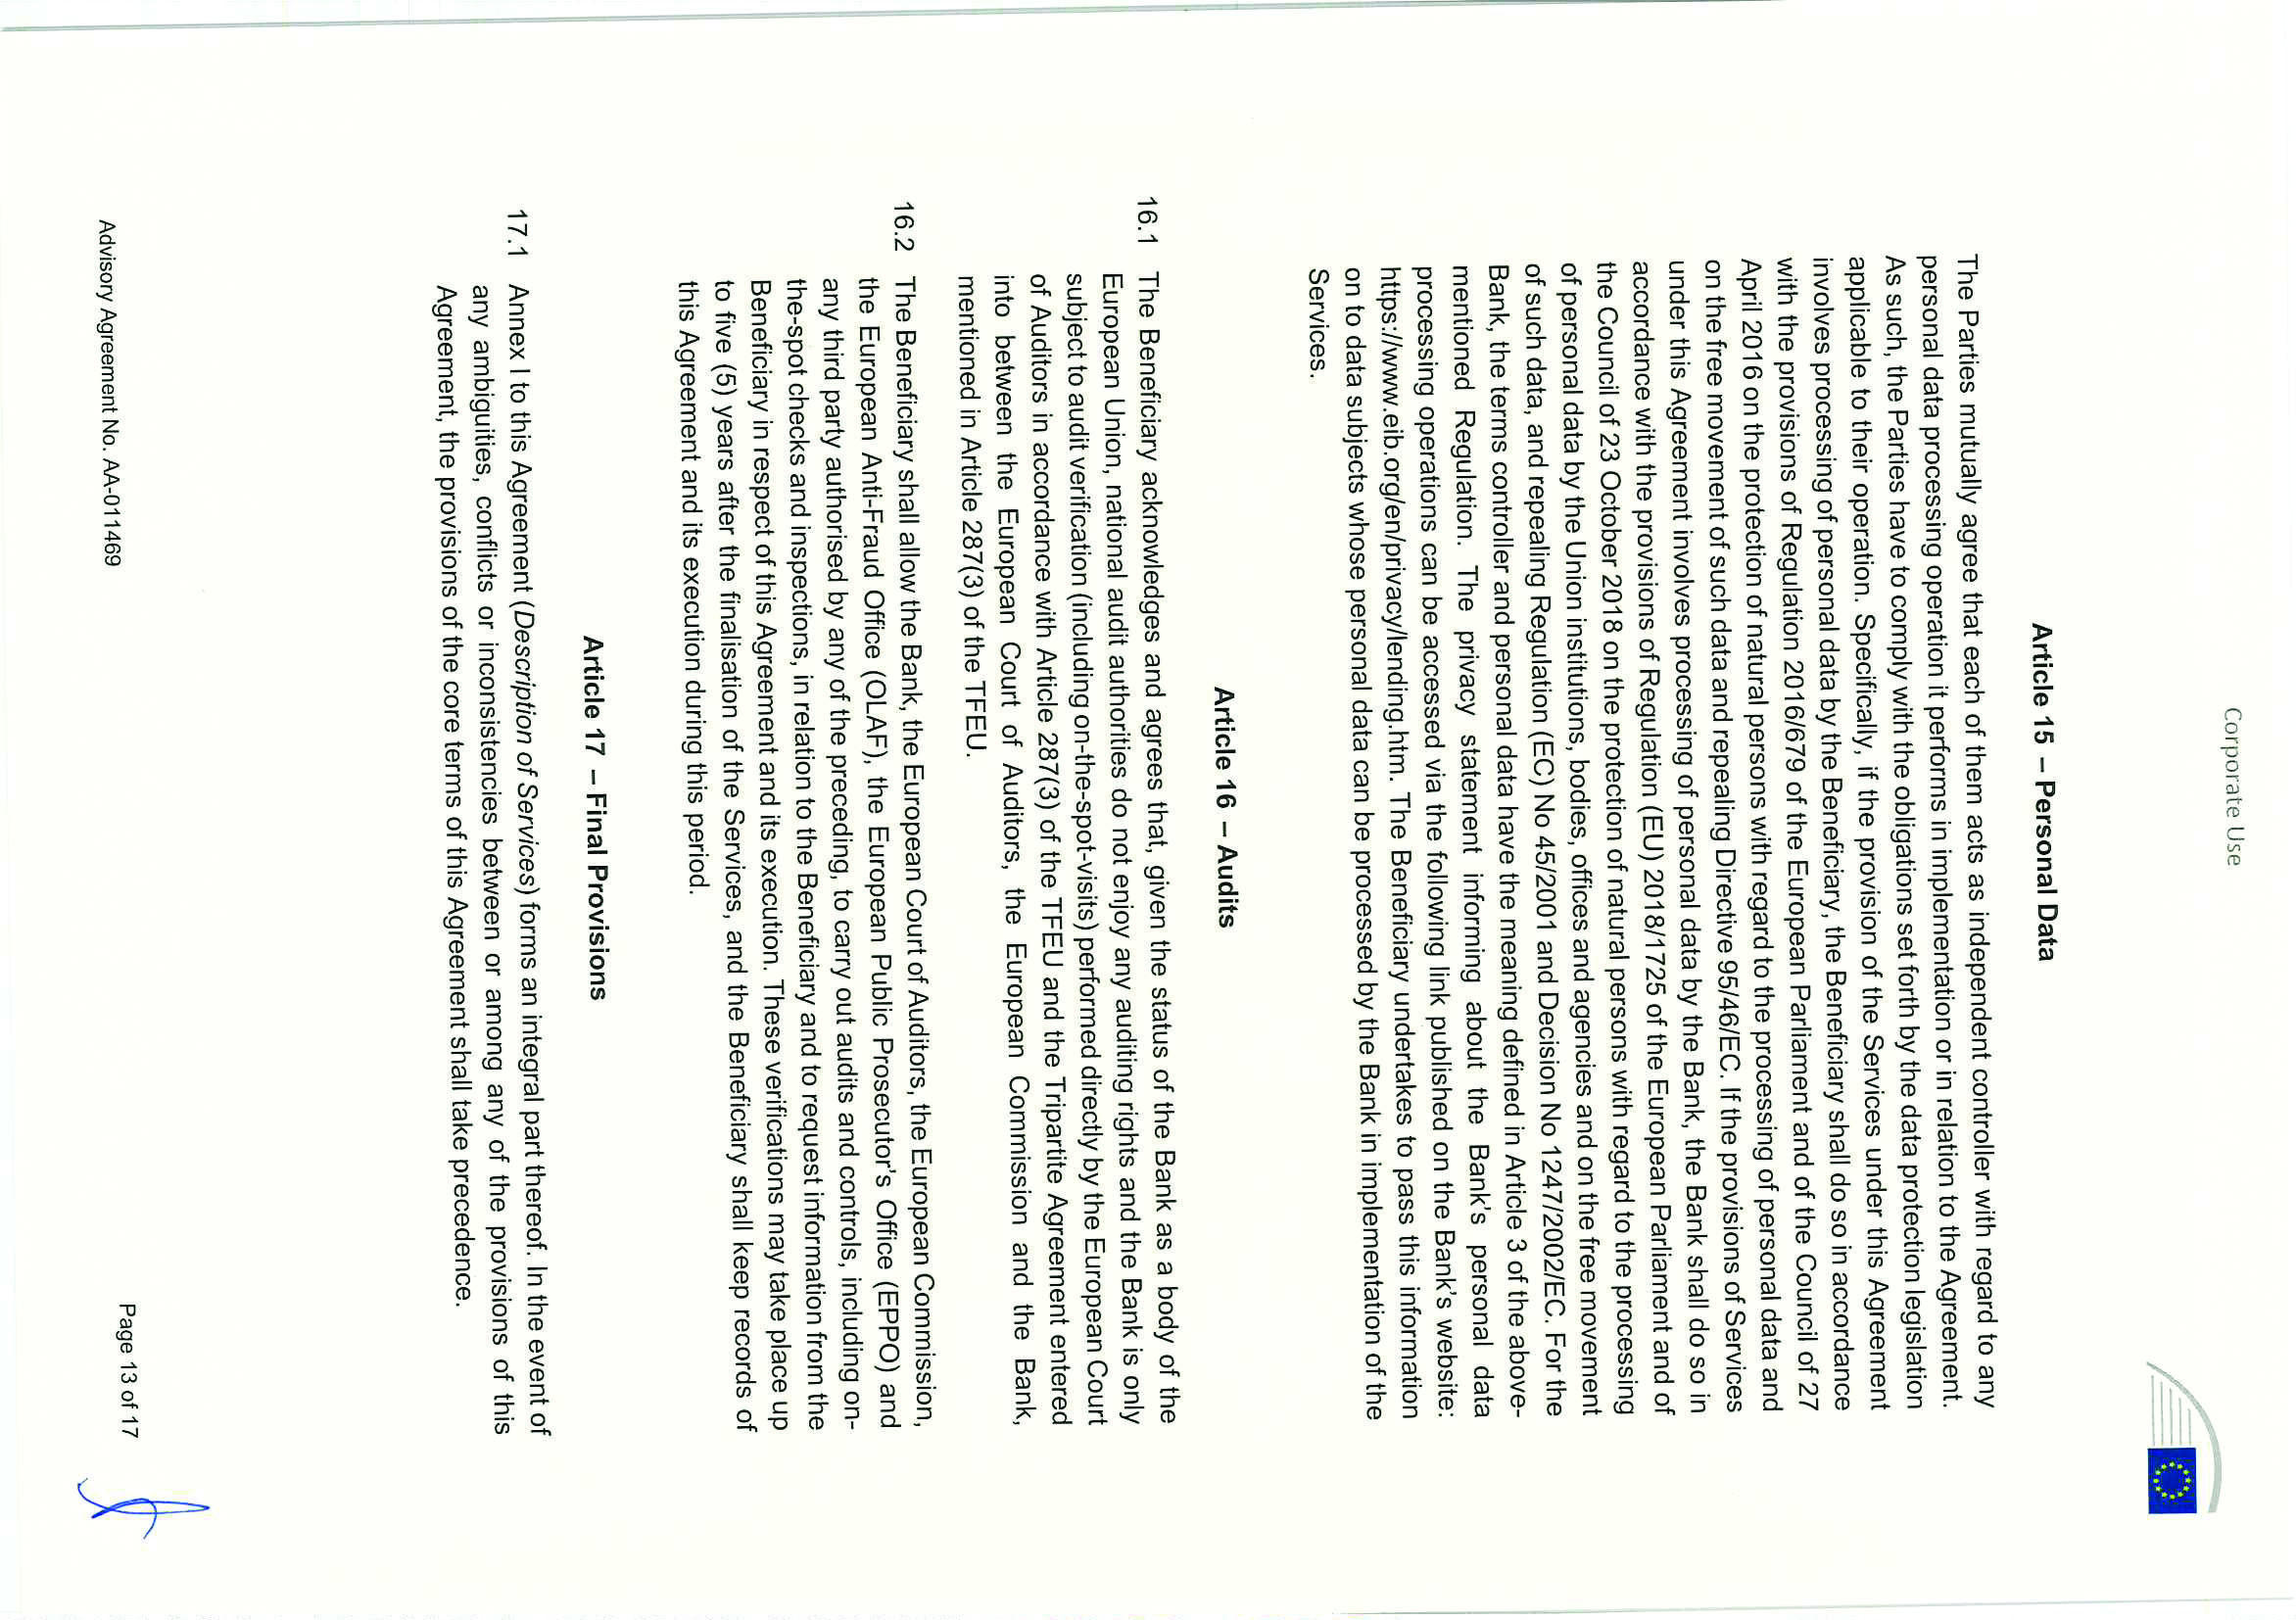 Corporate Use
Article 15 – Personal Data
The Parties mutually agree that each of them acts as independent controller with regard to any
personal data processing operation it performs in implementation or in relation to the Agreement.
As such, the Parties have to comply with the obligations set forth by the data protection legislation
applicable to their operation. Specifically, if the provision of the Services under this Agreement
involves processing of personal data by the Beneficiary, the Beneficiary shall do so in accordance
with the provisions of Regulation 2016/679 of the European Parliament and of the Council of 27
April 2016 on the protection of natural persons with regard to the processing of personal data and
on the free movement of such data and repealing Directive 95/46/EC. If the provisions of Services
under this Agreement involves processing of personal data by the Bank, the Bank shall do so in
accordance with the provisions of Regulation (EU) 2018/1725 of the European Parliament and of
the Council of 23 October 2018 on the protection of natural persons with regard to the processing
of personal data by the Union institutions, bodies, offices and agencies and on the free movement
of such data, and repealing Regulation (EC) No 45/2001 and Decision No 1247/2002/EC. For the
Bank, the terms controller and personal data have the meaning defined in Article 3 of the above-
mentioned Regulation. The privacy statement informing about the Bank's personal data
processing operations can be accessed via the following link published on the Bank's website:
https://www.eib.org/en/privacy/lending.htm. The Beneficiary undertakes to pass this information
on to data subjects whose personal data can be processed by the Bank in implementation of the
Services.
Article 16 – Audits
16.1 The Beneficiary acknowledges and agrees that, given the status of the Bank as a body of the
European Union, national audit authorities do not enjoy any auditing rights and the Bank is only
subject to audit verification (including on-the-spot-visits) performed directly by the European Court
of Auditors in accordance with Article 287(3) of the TFEU and the Tripartite Agreement entered
into between the European Court of Auditors, the European Commission and the Bank,
mentioned in Article 287(3) of the TFEU.
16.2 The Beneficiary shall allow the Bank, the European Court of Auditors, the European Commission,
the European Anti-Fraud Office (OLAF), the European Public Prosecutor's Office (EPPO) and
any third party authorised by any of the preceding, to carry out audits and controls, including on-
the-spot checks and inspections, in relation to the Beneficiary and to request information from the
Beneficiary in respect of this Agreement and its execution. These verifications may take place up
to five (5) years after the finalisation of the Services, and the Beneficiary shall keep records of
this Agreement and its execution during this period.
Article 17 – Final Provisions
17.1 Annex I to this Agreement (Description of Services) forms an integral part thereof. In the event of
any ambiguities, conflicts or inconsistencies between or among any of the provisions of this
Agreement, the provisions of the core terms of this Agreement shall take precedence.
Advisory Agreement No. AA-011469
Page 13 of 17